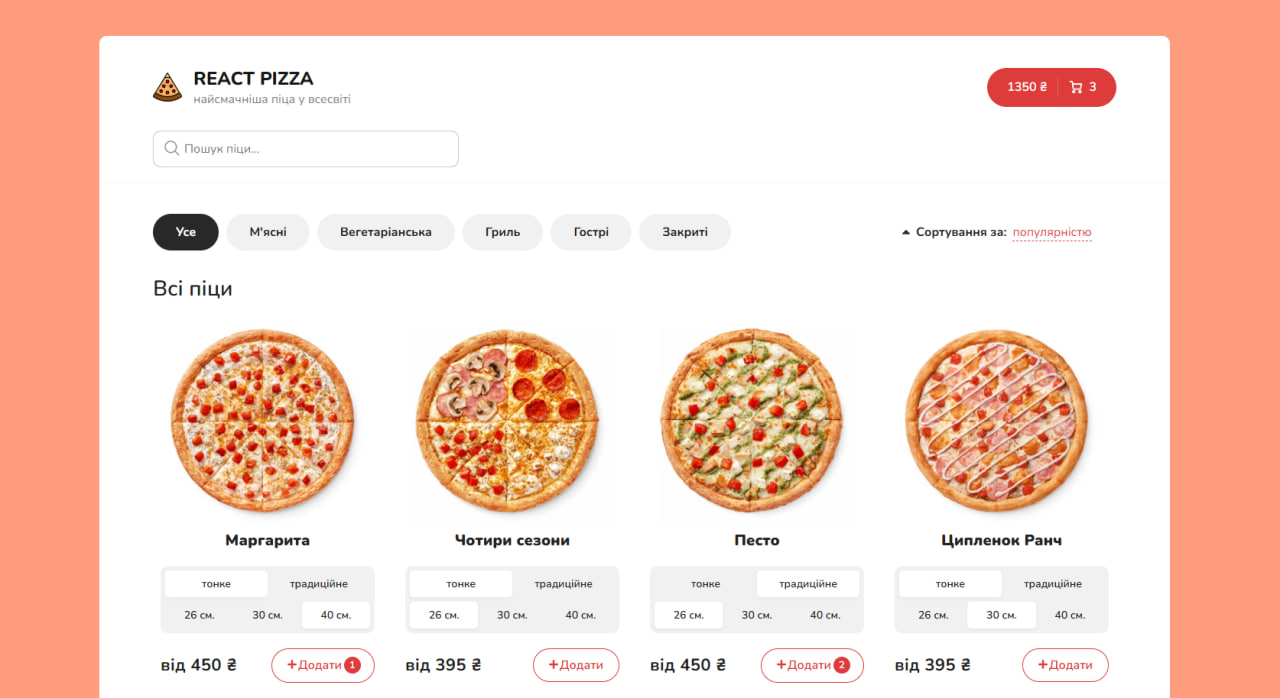 REACT PIZZA
найсмачніша піца у всесвіті
1350 ₴ 3
Пошук піци...
Усе М'ясні Вегетаріанська Гриль Гострі Закриті
Сортування за: популярністю
Всі піци
Маргарита Чотири сезони Песто Ципленок Ранч
тонке традиційне тонке традиційне тонке традиційне тонке традиційне
26 см. 30 см. 40 см. 26 см. 30 см. 40 см. 26 см. 30 см. 40 см. 26 см. 30 см. 40 см.
від 450 ₴ +Додати 1 від 395 ₴ +Додати від 450 ₴ +Додати 2 від 395 ₴ +Додати